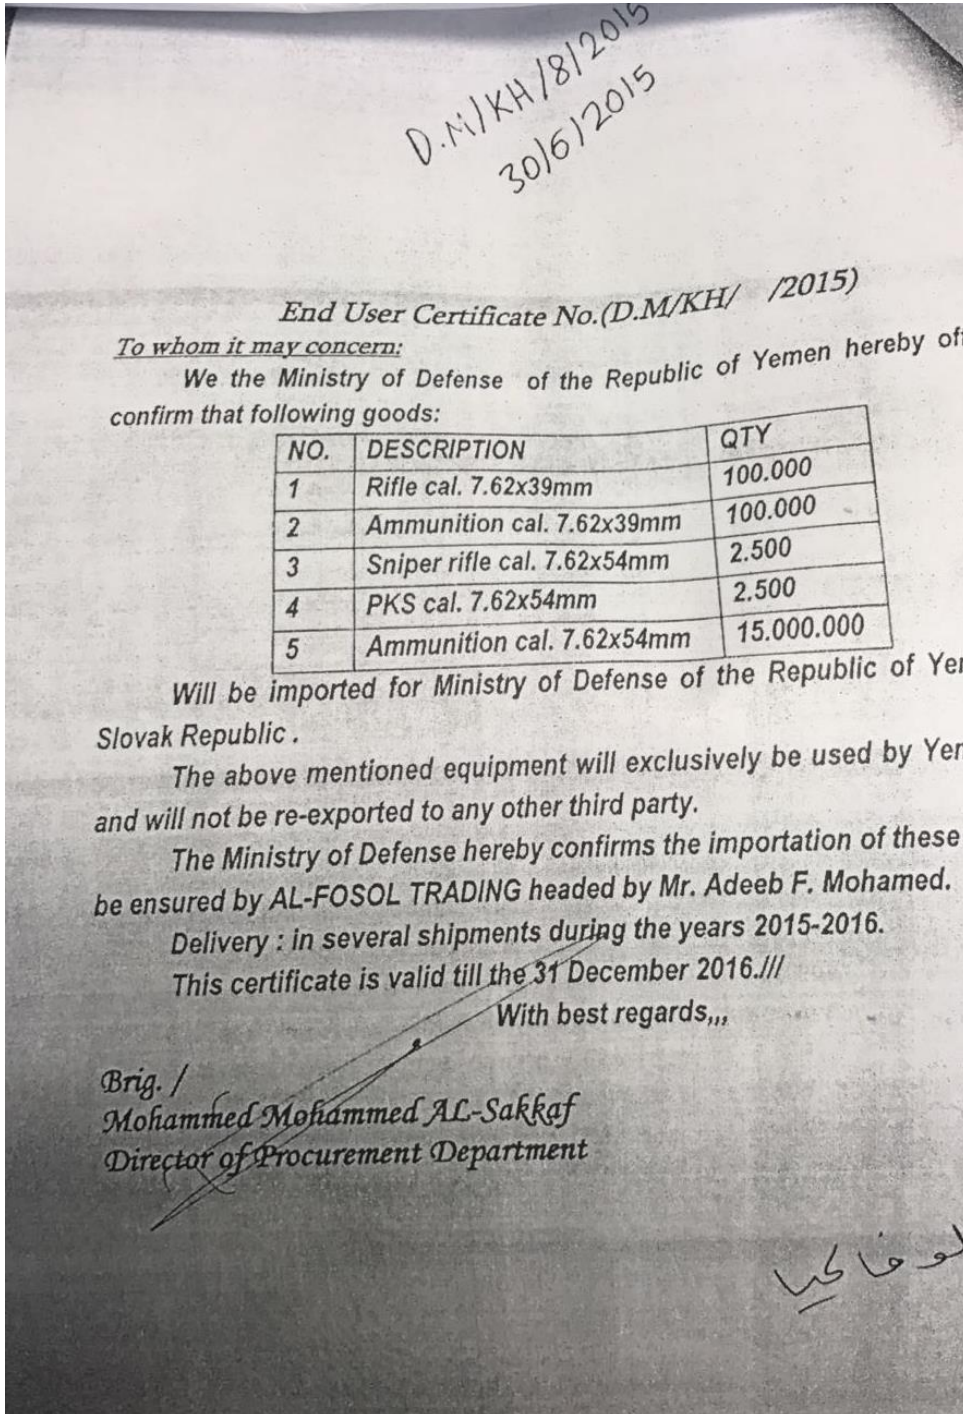 D.M/KH/8/2015
30/6/2015
End User Certificate No.(D.M/KH/ /2015)
To whom it may concern:
We the Ministry of Defense of the Republic of Yemen hereby of
confirm that following goods:
NO. DESCRIPTION QTY
1 Rifle cal. 7.62x39mm 100.000
2 Ammunition cal. 7.62x39mm 100.000
3 Sniper rifle cal. 7.62x54mm 2.500
4 PKS cal. 7.62x54mm 2.500
5 Ammunition cal. 7.62x54mm 15.000.000
Will be imported for Ministry of Defense of the Republic of Yer
Slovak Republic .
The above mentioned equipment will exclusively be used by Yer
and will not be re-exported to any other third party.
The Ministry of Defense hereby confirms the importation of these
be ensured by AL-FOSOL TRADING headed by Mr. Adeeb F. Mohamed.
Delivery : in several shipments during the years 2015-2016.
This certificate is valid till the 31 December 2016.///
With best regards,,,
Brig. /
Mohammed Mohammed AL-Sakkaf
Director of Procurement Department
لوفاكيا